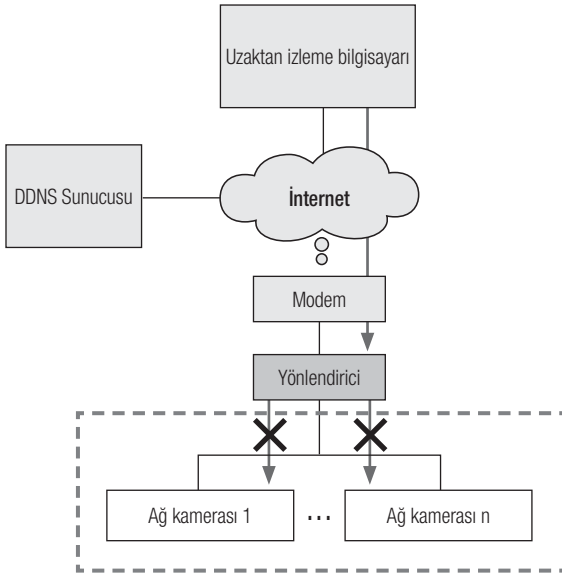 Uzaktan izleme bilgisayarı
DDNS Sunucusu
İnternet
Modem
Yönlendirici
Ağ kamerası 1
...
Ağ kamerası n